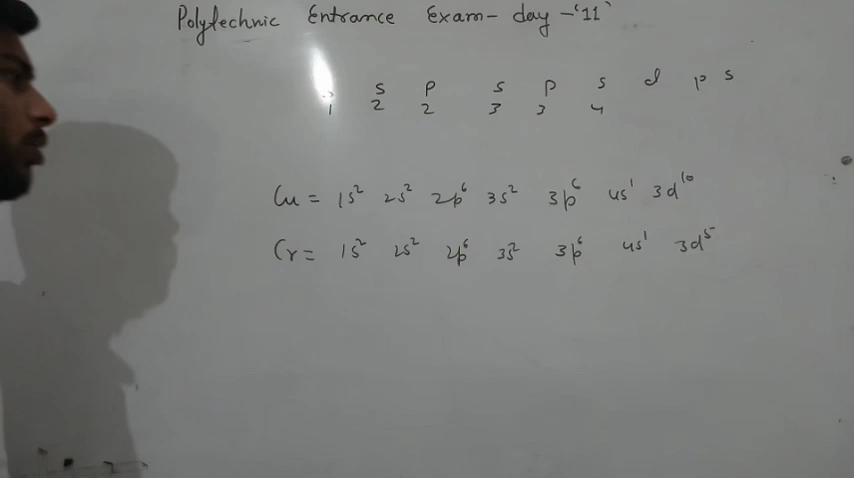 Polytechnic Entrance Exam- day -'11'
s p s p s d p s
1 2 2 3 3 4
Cu = 1s² 2s² 2p⁶ 3s² 3p⁶ 4s¹ 3d¹⁰
Cr = 1s² 2s² 2p⁶ 3s² 3p⁶ 4s¹ 3d⁵